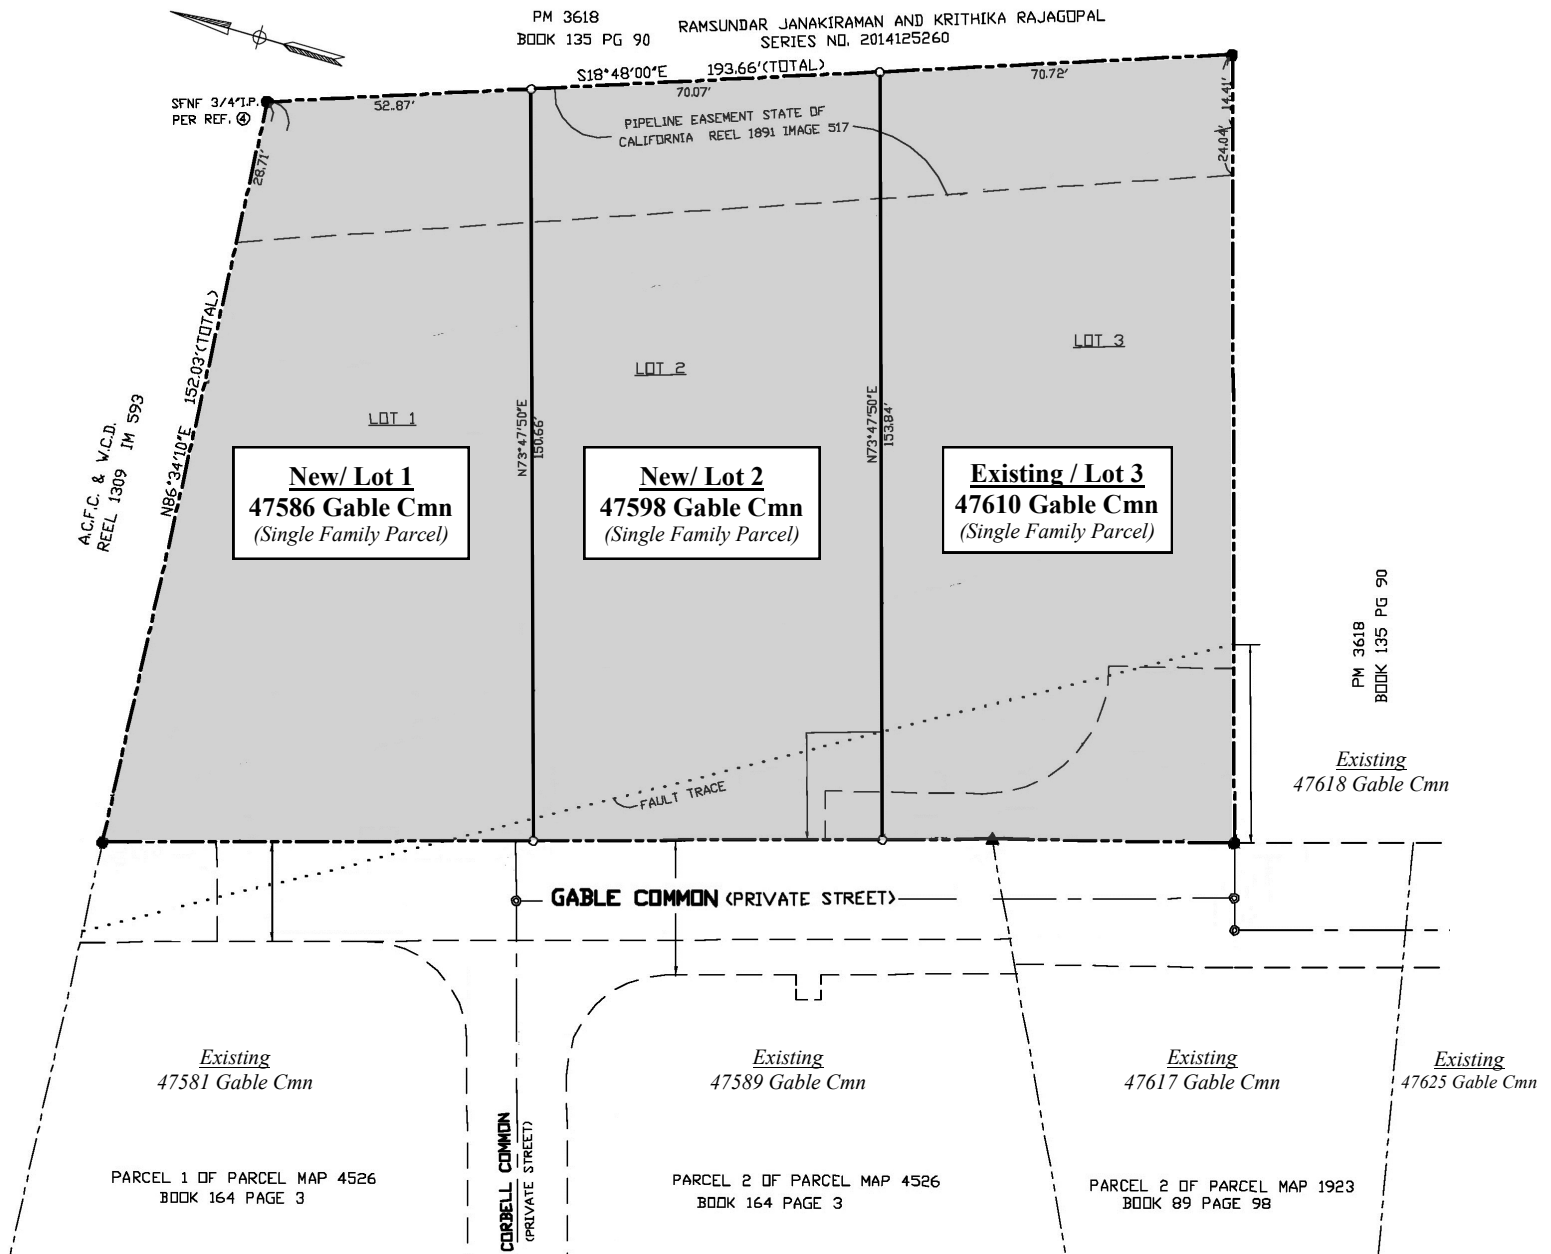 PM 3618
BOOK 135 PG 90
RAMSUNDAR JANAKIRAMAN AND KRITHIKA RAJAGOPAL
SERIES NO. 2014125260
S18°48'00"E 193.66'(TOTAL)
52.87'
70.07'
70.72'
SFNF 3/4"I.P.
PER REF. ④
28.71'
14.41'
24.04'
PIPELINE EASEMENT STATE OF
CALIFORNIA REEL 1891 IMAGE 517
N86°34'10"E 152.03'(TOTAL)
A.C.F.C. & W.C.D.
REEL 1309 IM 593
LOT 1
LOT 2
LOT 3
N73°47'50"E
150.66'
N73°47'50"E
153.84'
New/ Lot 1
47586 Gable Cmn
(Single Family Parcel)
New/ Lot 2
47598 Gable Cmn
(Single Family Parcel)
Existing / Lot 3
47610 Gable Cmn
(Single Family Parcel)
PM 3618
BOOK 135 PG 90
Existing
47618 Gable Cmn
FAULT TRACE
GABLE COMMON (PRIVATE STREET)
Existing
47581 Gable Cmn
Existing
47589 Gable Cmn
Existing
47617 Gable Cmn
Existing
47625 Gable Cmn
CORBELL COMMON
(PRIVATE STREET)
PARCEL 1 OF PARCEL MAP 4526
BOOK 164 PAGE 3
PARCEL 2 OF PARCEL MAP 4526
BOOK 164 PAGE 3
PARCEL 2 OF PARCEL MAP 1923
BOOK 89 PAGE 98